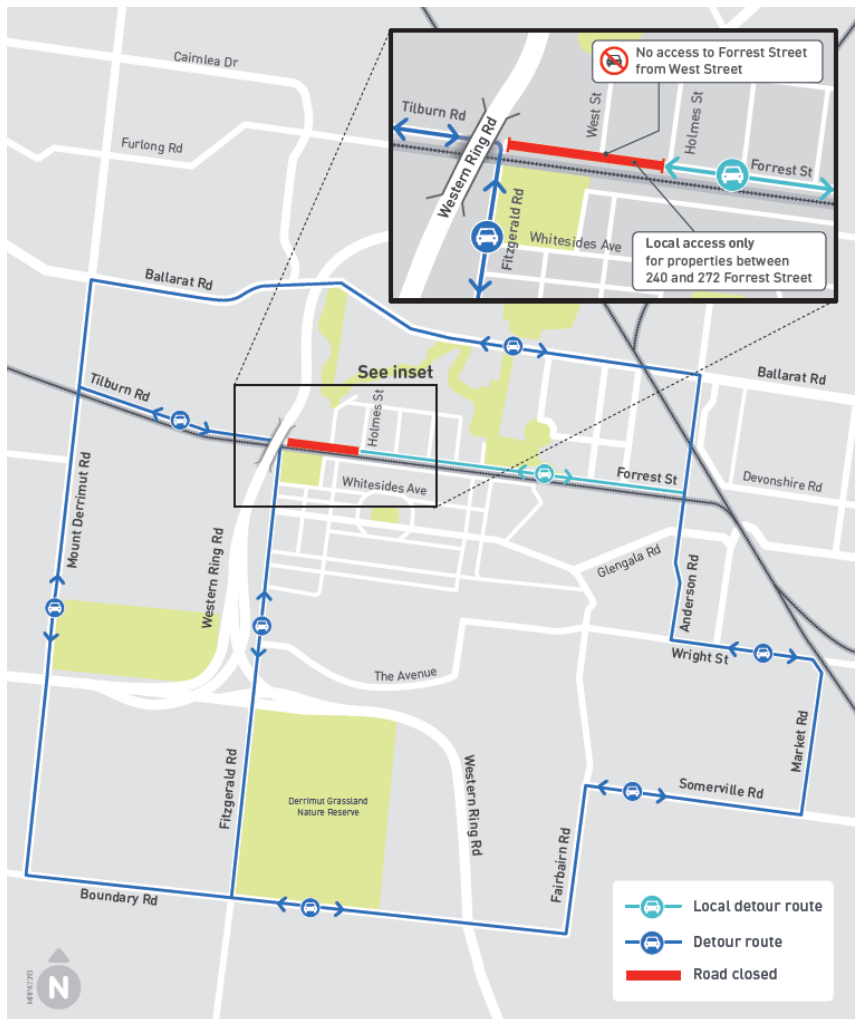 Cairnlea Dr
Furlong Rd
No access to Forrest Street
from West Street
Tilburn Rd
Western Ring Rd
West St
Holmes St
Forrest St
Fitzgerald Rd
Whitesides Ave
Local access only
for properties between
240 and 272 Forrest Street
Ballarat Rd
See inset
Ballarat Rd
Tilburn Rd
Holmes St
Mount Derrimut Rd
Whitesides Ave
Forrest St
Devonshire Rd
Western Ring Rd
Glengala Rd
Anderson Rd
Wright St
The Avenue
Market Rd
Fitzgerald Rd
Western Ring Rd
Somerville Rd
Derrimut Grassland
Nature Reserve
Fairbairn Rd
Boundary Rd
Local detour route
Detour route
Road closed
N